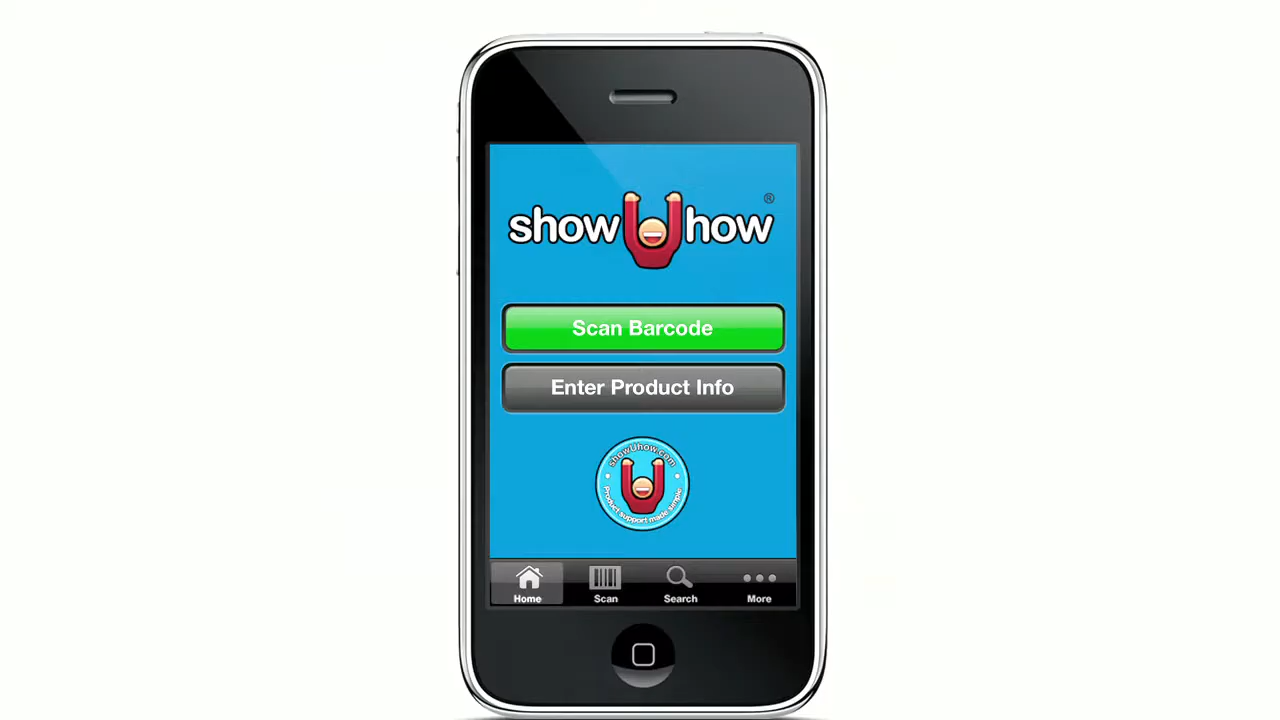 showUhow®
Scan Barcode
Enter Product Info
showUhow.com
Product support made simple
Home
Scan
Search
More